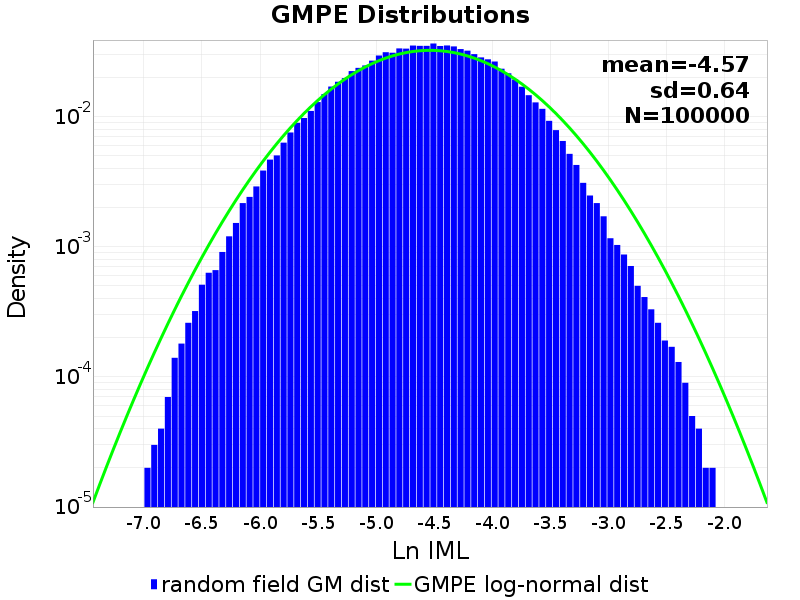 GMPE Distributions
mean=-4.57
sd=0.64
N=100000
Density
10-2
10-3
10-4
10-5
-7.0 -6.5 -6.0 -5.5 -5.0 -4.5 -4.0 -3.5 -3.0 -2.5 -2.0
Ln IML
random field GM dist GMPE log-normal dist